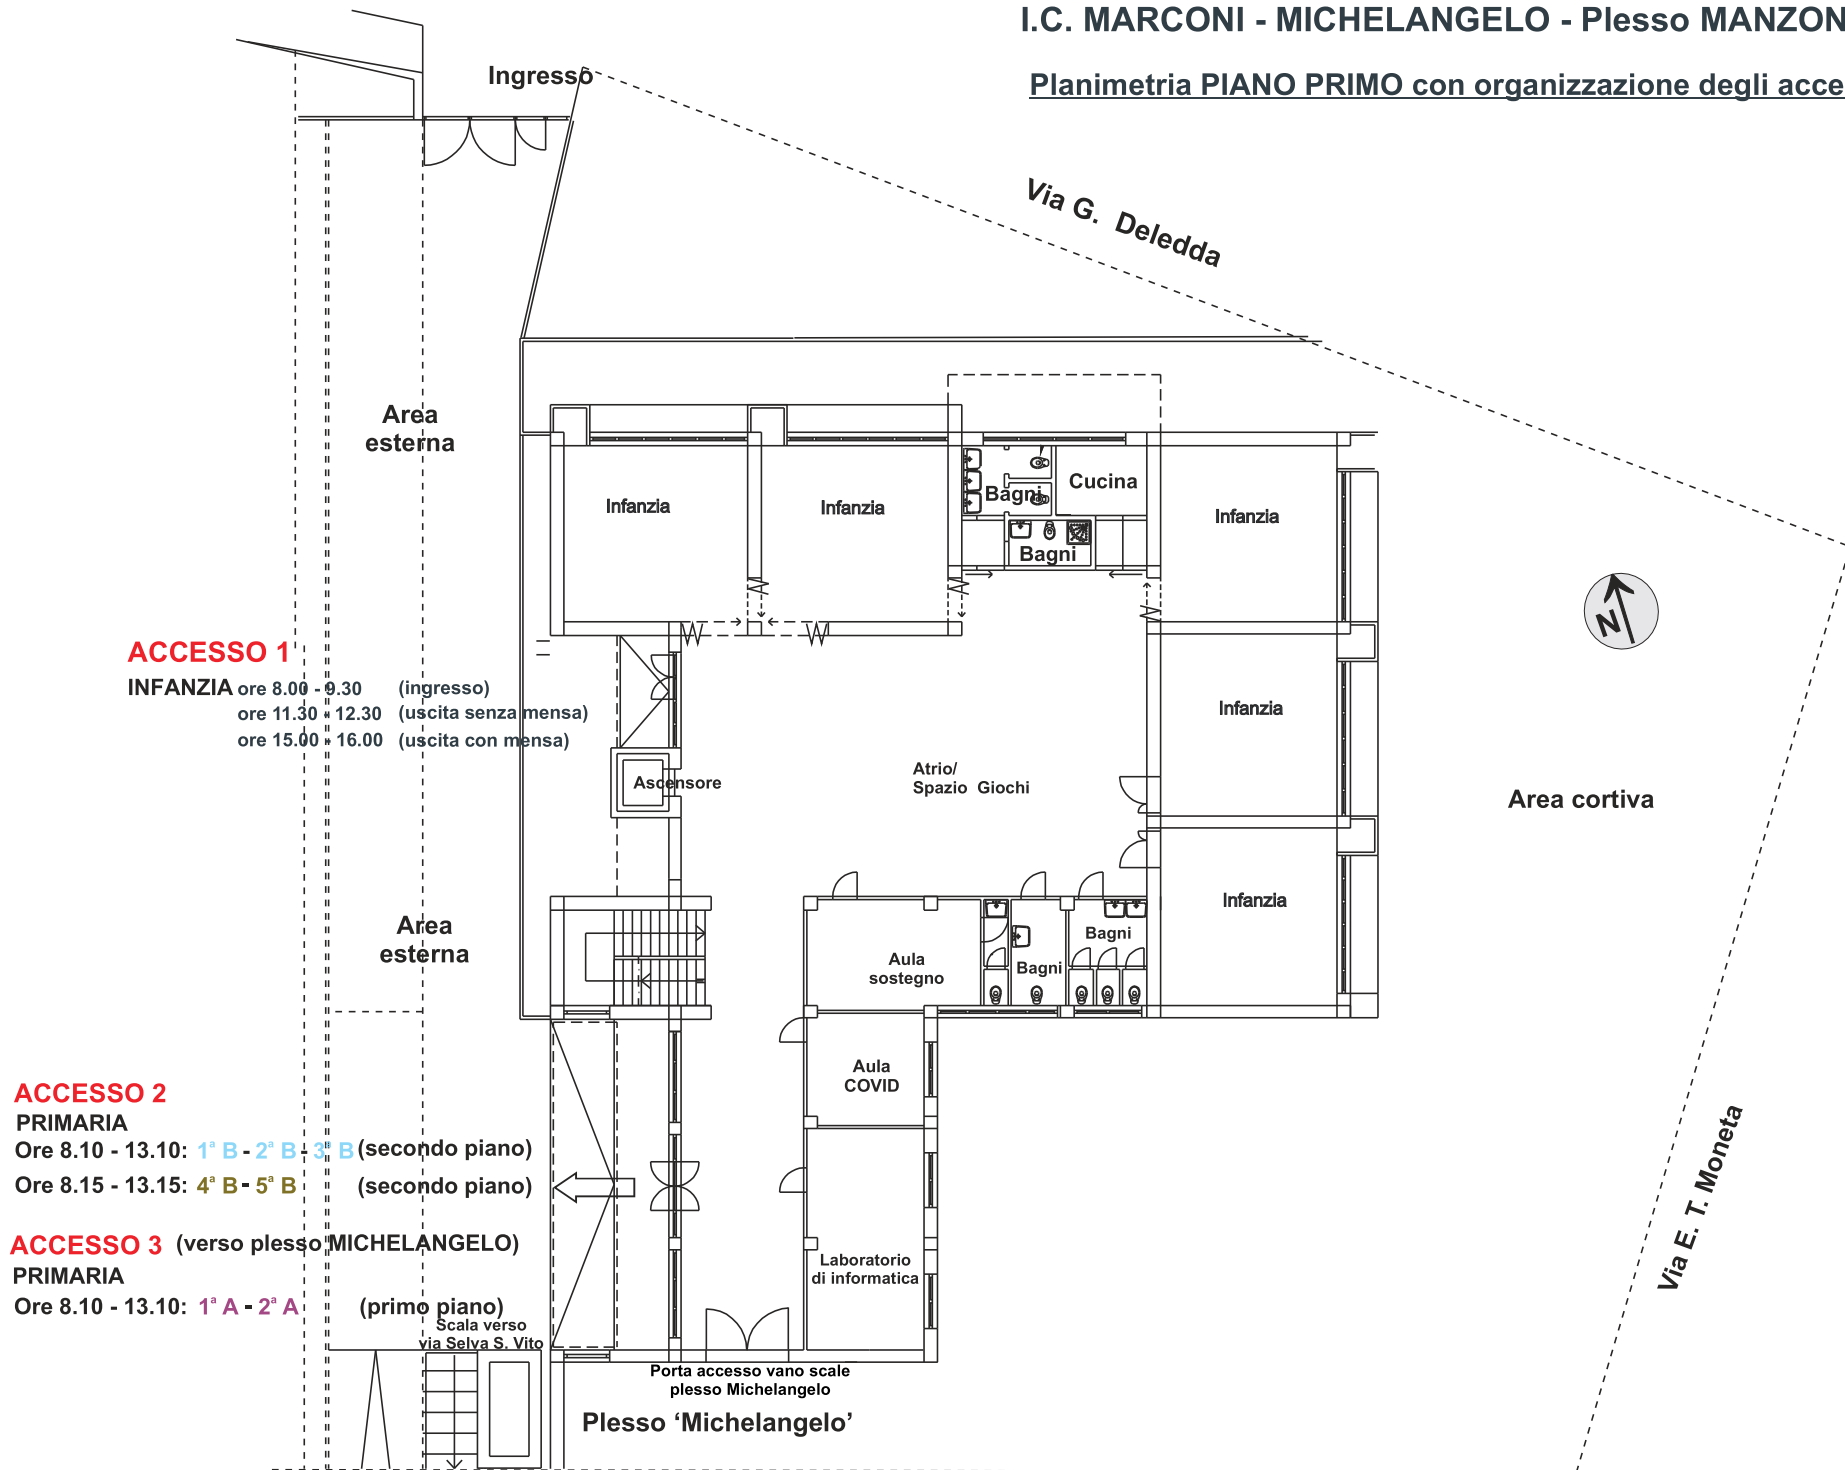 I.C. MARCONI - MICHELANGELO - Plesso MANZON
Planimetria PIANO PRIMO con organizzazione degli acce
Ingresso
Via G. Deledda
Area
esterna
Infanzia
Infanzia
Bagni
Cucina
Bagni
Infanzia
N
ACCESSO 1
INFANZIA ore 8.00 - 9.30 (ingresso)
ore 11.30 - 12.30 (uscita senza mensa)
ore 15.00 - 16.00 (uscita con mensa)
Infanzia
Ascensore
Atrio/
Spazio Giochi
Area cortiva
Area
esterna
Infanzia
Aula
sostegno
Bagni
Bagni
Aula
COVID
ACCESSO 2
PRIMARIA
Ore 8.10 - 13.10: 1ª B - 2ª B - 3ª B (secondo piano)
Ore 8.15 - 13.15: 4ª B - 5ª B (secondo piano)
Via E. T. Moneta
ACCESSO 3 (verso plesso MICHELANGELO)
PRIMARIA
Ore 8.10 - 13.10: 1ª A - 2ª A (primo piano)
Laboratorio
di informatica
Scala verso
via Selva S. Vito
Porta accesso vano scale
plesso Michelangelo
Plesso ‘Michelangelo’